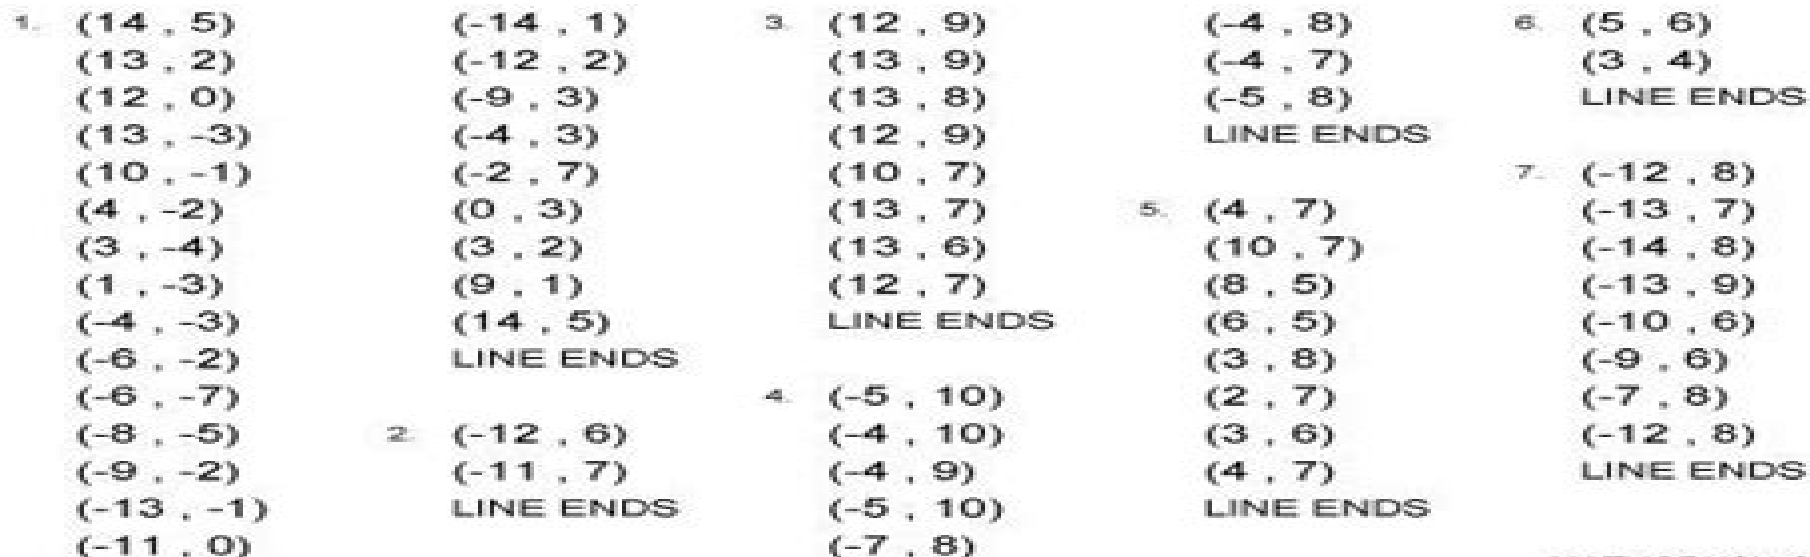 1. (14 , 5)
(13 , 2)
(12 , 0)
(13 , -3)
(10 , -1)
(4 , -2)
(3 , -4)
(1 , -3)
(-4 , -3)
(-6 , -2)
(-6 , -7)
(-8 , -5)
(-9 , -2)
(-13 , -1)
(-11 , 0)
(-14 , 1)
(-12 , 2)
(-9 , 3)
(-4 , 3)
(-2 , 7)
(0 , 3)
(3 , 2)
(9 , 1)
(14 , 5)
LINE ENDS
2. (-12 , 6)
(-11 , 7)
LINE ENDS
3. (12 , 9)
(13 , 9)
(13 , 8)
(12 , 9)
(10 , 7)
(13 , 7)
(13 , 6)
(12 , 7)
LINE ENDS
4. (-5 , 10)
(-4 , 10)
(-4 , 9)
(-5 , 10)
(-7 , 8)
(-4 , 8)
(-4 , 7)
(-5 , 8)
LINE ENDS
5. (4 , 7)
(10 , 7)
(8 , 5)
(6 , 5)
(3 , 8)
(2 , 7)
(3 , 6)
(4 , 7)
LINE ENDS
6. (5 , 6)
(3 , 4)
LINE ENDS
7. (-12 , 8)
(-13 , 7)
(-14 , 8)
(-13 , 9)
(-10 , 6)
(-9 , 6)
(-7 , 8)
(-12 , 8)
LINE ENDS